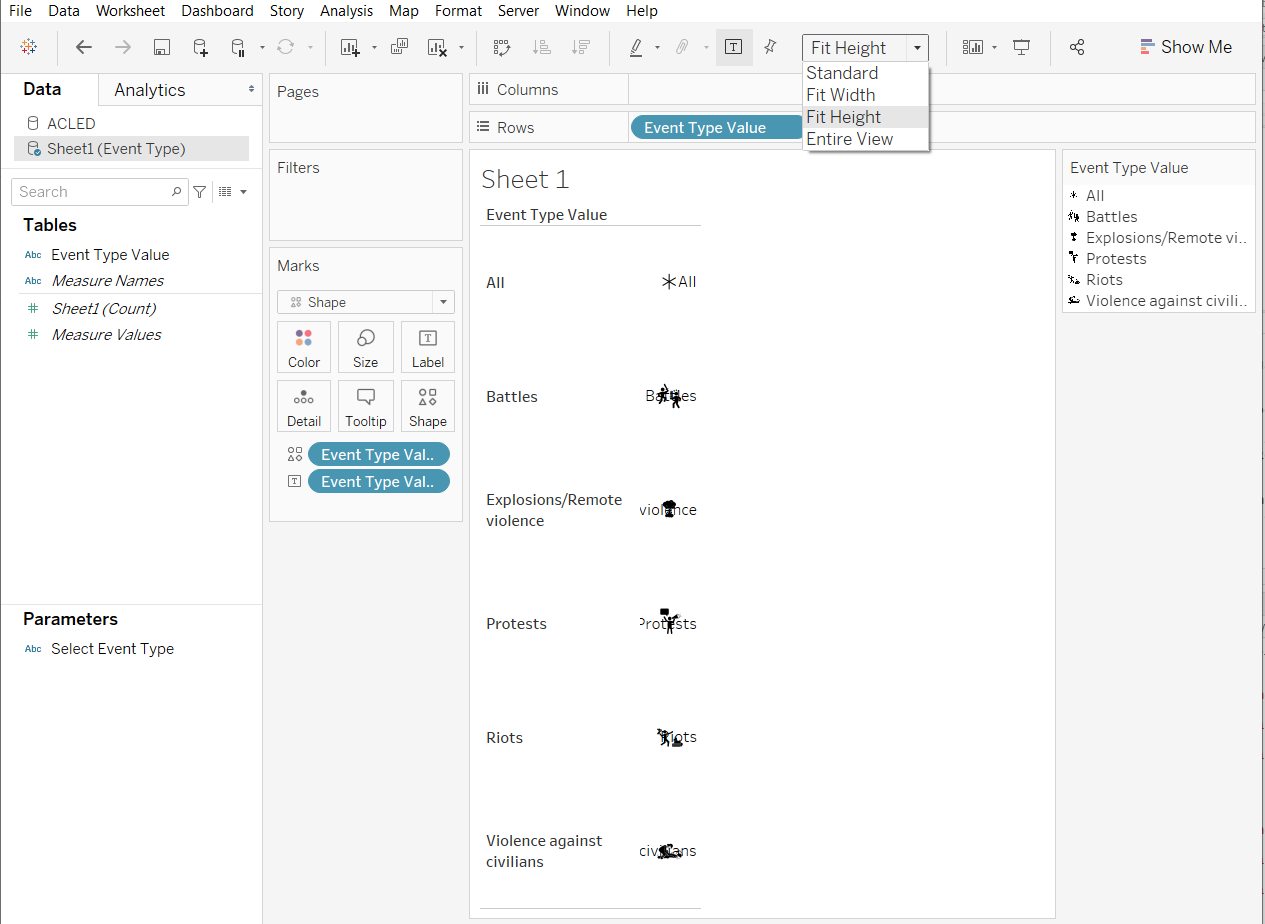 File Data Worksheet Dashboard Story Analysis Map Format Server Window Help
Fit Height
Show Me
Standard
Fit Width
Fit Height
Entire View
Data Analytics
ACLED
Sheet1 (Event Type)
Search
Tables
Abc Event Type Value
Abc Measure Names
# Sheet1 (Count)
# Measure Values
Parameters
Abc Select Event Type
Pages
Filters
Marks
Shape
Color Size Label
Detail Tooltip Shape
Event Type Val..
Event Type Val..
Columns
Rows Event Type Value
Sheet 1
Event Type Value
All All
Battles Battles
Explosions/Remote
violence violence
Protests Protests
Riots Riots
Violence against
civilians civilians
Event Type Value
All
Battles
Explosions/Remote vi..
Protests
Riots
Violence against civili..